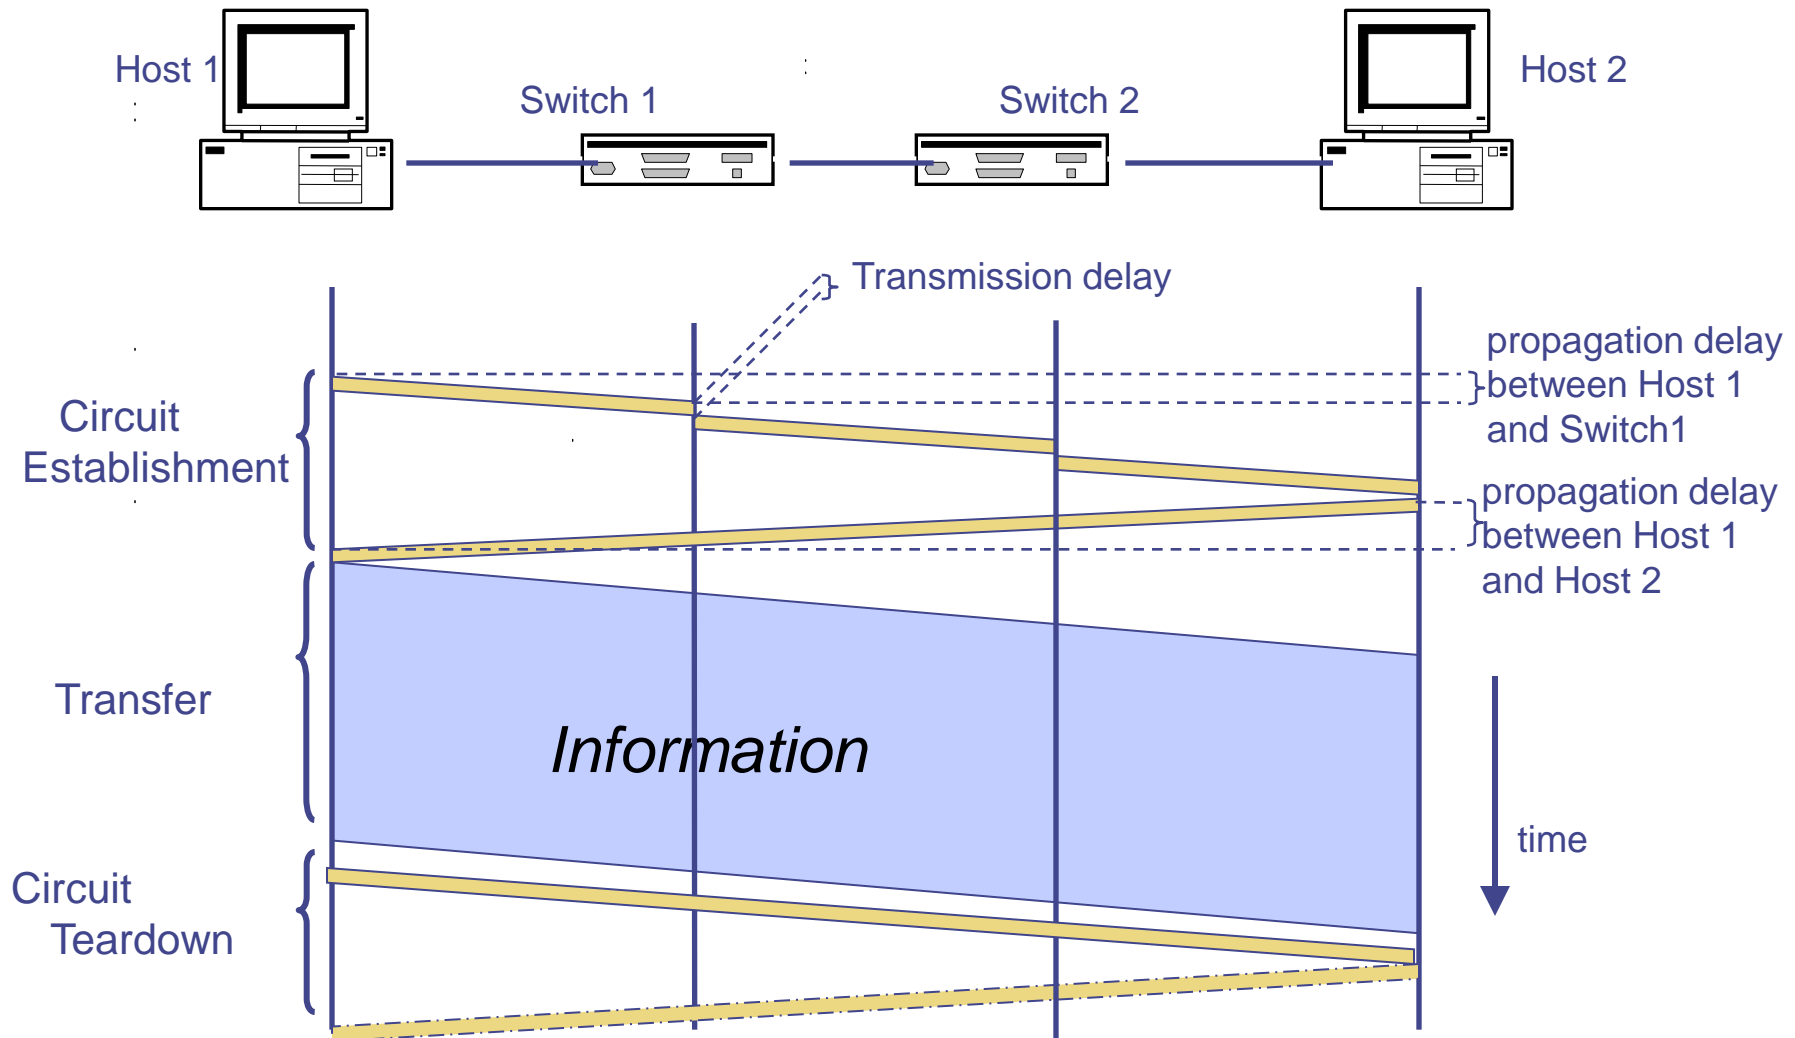 Host 1
Switch 1
Switch 2
Host 2
Transmission delay
propagation delay
between Host 1
and Switch1
Circuit
Establishment
propagation delay
between Host 1
and Host 2
Transfer
Information
time
Circuit
Teardown